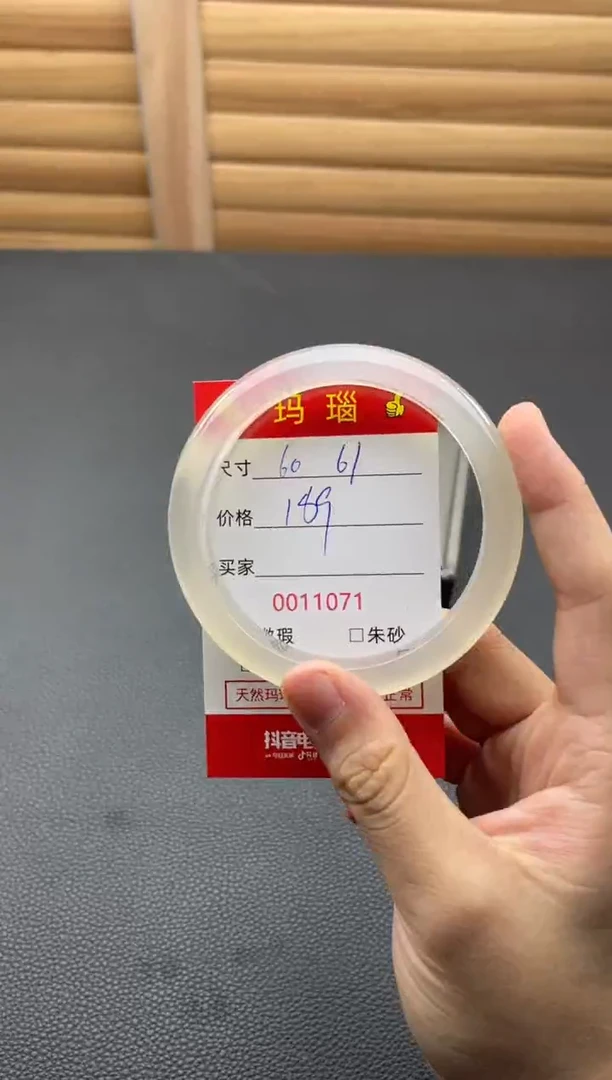 玛瑙
尺寸 60 61
价格 189
买家
0011071
微瑕 □朱砂
天然玛 正常
抖音电